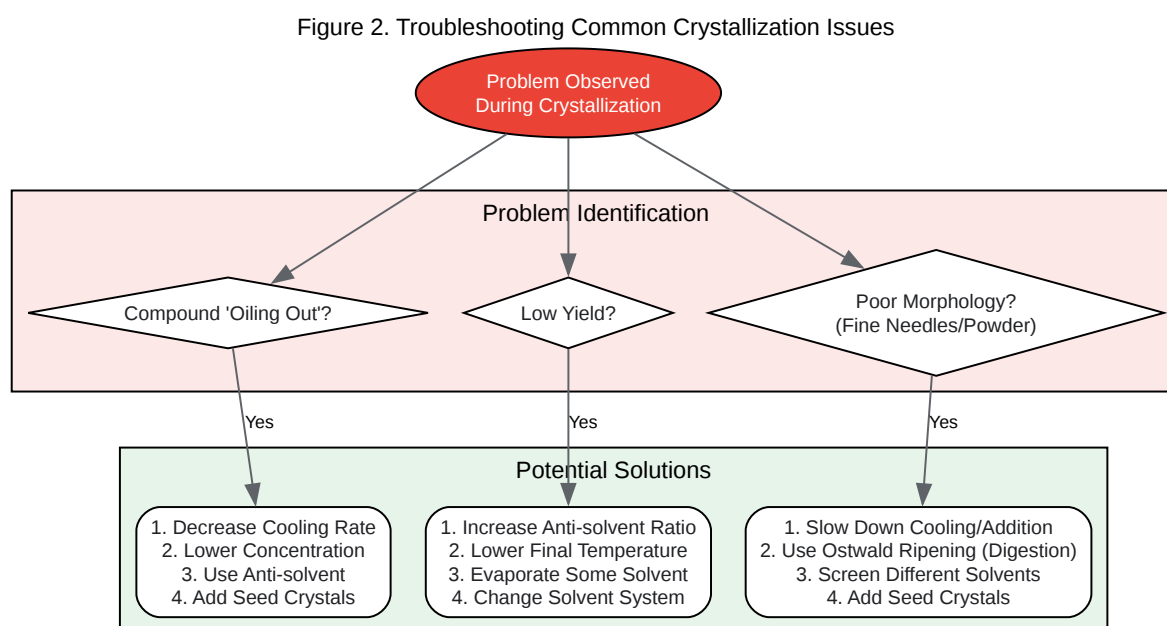 Figure 2. Troubleshooting Common Crystallization Issues
Problem Observed
During Crystallization
Problem Identification
Compound 'Oiling Out'?
Low Yield?
Poor Morphology?
(Fine Needles/Powder)
Yes
Yes
Yes
Potential Solutions
1. Decrease Cooling Rate
2. Lower Concentration
3. Use Anti-solvent
4. Add Seed Crystals
1. Increase Anti-solvent Ratio
2. Lower Final Temperature
3. Evaporate Some Solvent
4. Change Solvent System
1. Slow Down Cooling/Addition
2. Use Ostwald Ripening (Digestion)
3. Screen Different Solvents
4. Add Seed Crystals